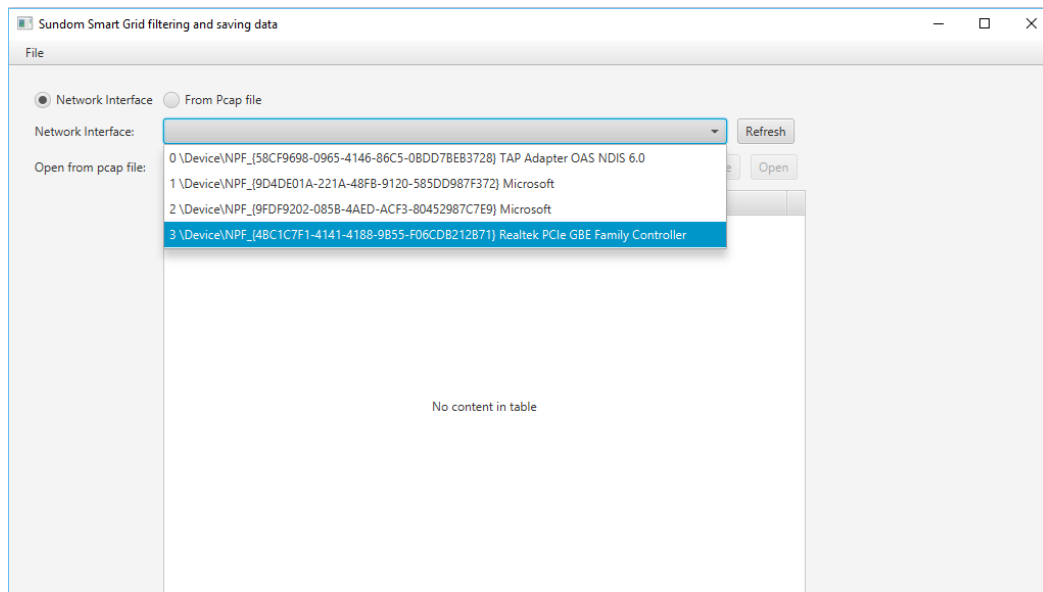 Sundom Smart Grid filtering and saving data
File
Network Interface From Pcap file
Network Interface: Refresh
0 \Device\NPF_{58CF9698-0965-4146-86C5-0BDD7BEB3728} TAP Adapter OAS NDIS 6.0
Open from pcap file: Open
1 \Device\NPF_{9D4DE01A-221A-48FB-9120-585DD987F372} Microsoft
2 \Device\NPF_{9FDF9202-085B-4AED-ACF3-80452987C7E9} Microsoft
3 \Device\NPF_{4BC1C7F1-4141-4188-9B55-F06CDB212B71} Realtek PCIe GBE Family Controller
No content in table